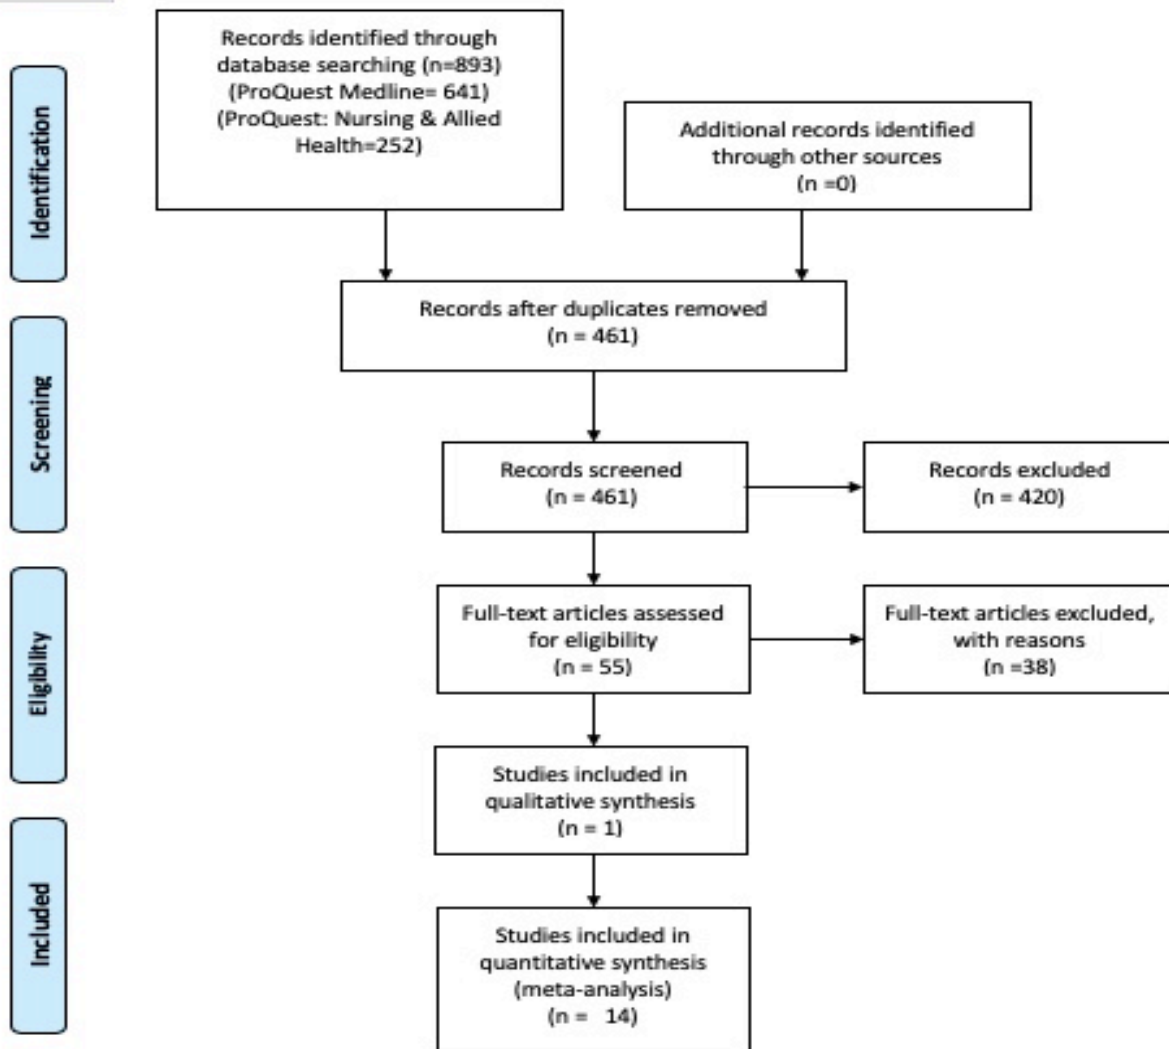 Identification
Records identified through
database searching (n=893)
(ProQuest Medline= 641)
(ProQuest: Nursing & Allied
Health=252)
Additional records identified
through other sources
(n =0)
Records after duplicates removed
(n = 461)
Screening
Records screened
(n = 461)
Records excluded
(n = 420)
Eligibility
Full-text articles assessed
for eligibility
(n = 55)
Full-text articles excluded,
with reasons
(n =38)
Studies included in
qualitative synthesis
(n = 1)
Included
Studies included in
quantitative synthesis
(meta-analysis)
(n = 14)